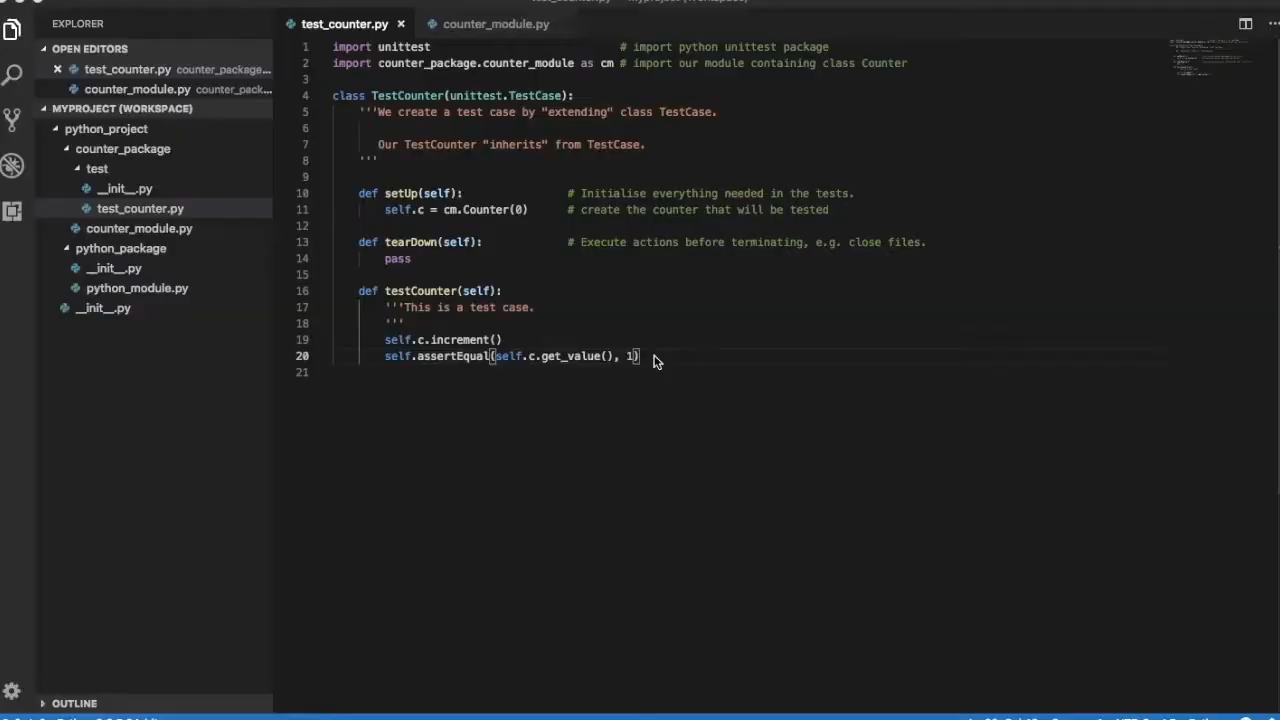 EXPLORER
OPEN EDITORS
test_counter.py counter_package...
counter_module.py counter_pack...
MYPROJECT (WORKSPACE)
python_project
counter_package
test
__init__.py
test_counter.py
counter_module.py
python_package
__init__.py
python_module.py
__init__.py
OUTLINE
test_counter.py
counter_module.py
1 import unittest # import python unittest package
2 import counter_package.counter_module as cm # import our module containing class Counter
3
4 class TestCounter(unittest.TestCase):
5 '''We create a test case by "extending" class TestCase.
6
7 Our TestCounter "inherits" from TestCase.
8 '''
9
10 def setUp(self): # Initialise everything needed in the tests.
11 self.c = cm.Counter(0) # create the counter that will be tested
12
13 def tearDown(self): # Execute actions before terminating, e.g. close files.
14 pass
15
16 def testCounter(self):
17 '''This is a test case.
18 '''
19 self.c.increment()
20 self.assertEqual(self.c.get_value(), 1)
21